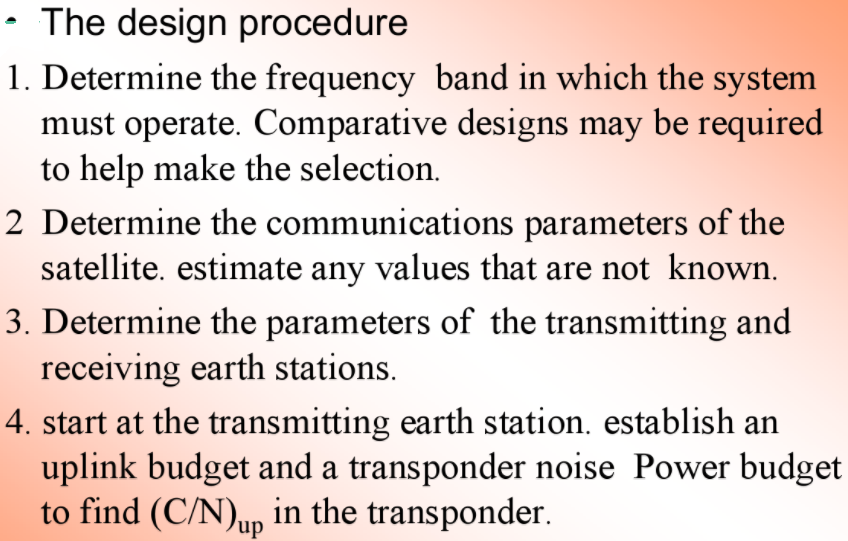 • The design procedure
1. Determine the frequency band in which the system
must operate. Comparative designs may be required
to help make the selection.
2 Determine the communications parameters of the
satellite. estimate any values that are not known.
3. Determine the parameters of the transmitting and
receiving earth stations.
4. start at the transmitting earth station. establish an
uplink budget and a transponder noise Power budget
to find (C/N)up in the transponder.